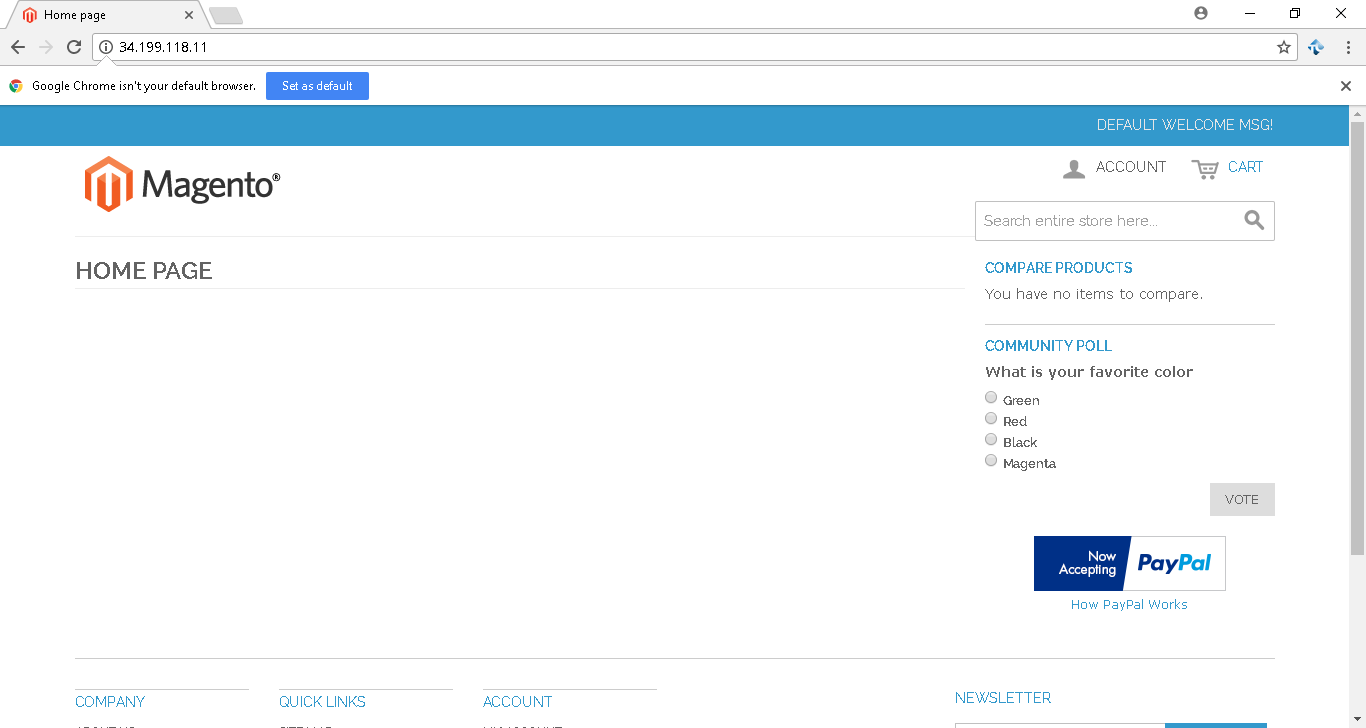 Home page
34.199.118.11
Google Chrome isn't your default browser. Set as default
DEFAULT WELCOME MSG!
Magento®
ACCOUNT CART
Search entire store here...
HOME PAGE
COMPARE PRODUCTS
You have no items to compare.
COMMUNITY POLL
What is your favorite color
Green
Red
Black
Magenta
VOTE
Now Accepting PayPal
How PayPal Works
COMPANY
QUICK LINKS
ACCOUNT
NEWSLETTER